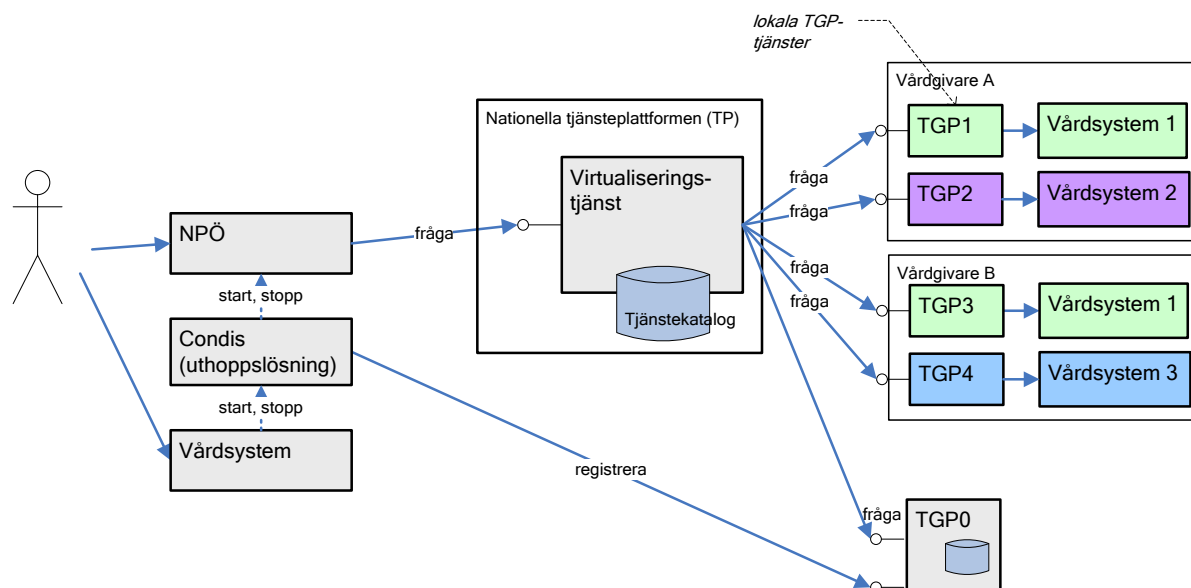 lokala TGP-
tjänster
Vårdgivare A
TGP1
Vårdsystem 1
TGP2
Vårdsystem 2
Nationella tjänsteplattformen (TP)
Virtualiserings-
tjänst
Tjänstekatalog
fråga
fråga
fråga
fråga
fråga
NPÖ
start, stopp
Condis
(uthoppslösning)
start, stopp
Vårdsystem
Vårdgivare B
TGP3
Vårdsystem 1
TGP4
Vårdsystem 3
registrera
fråga
TGP0